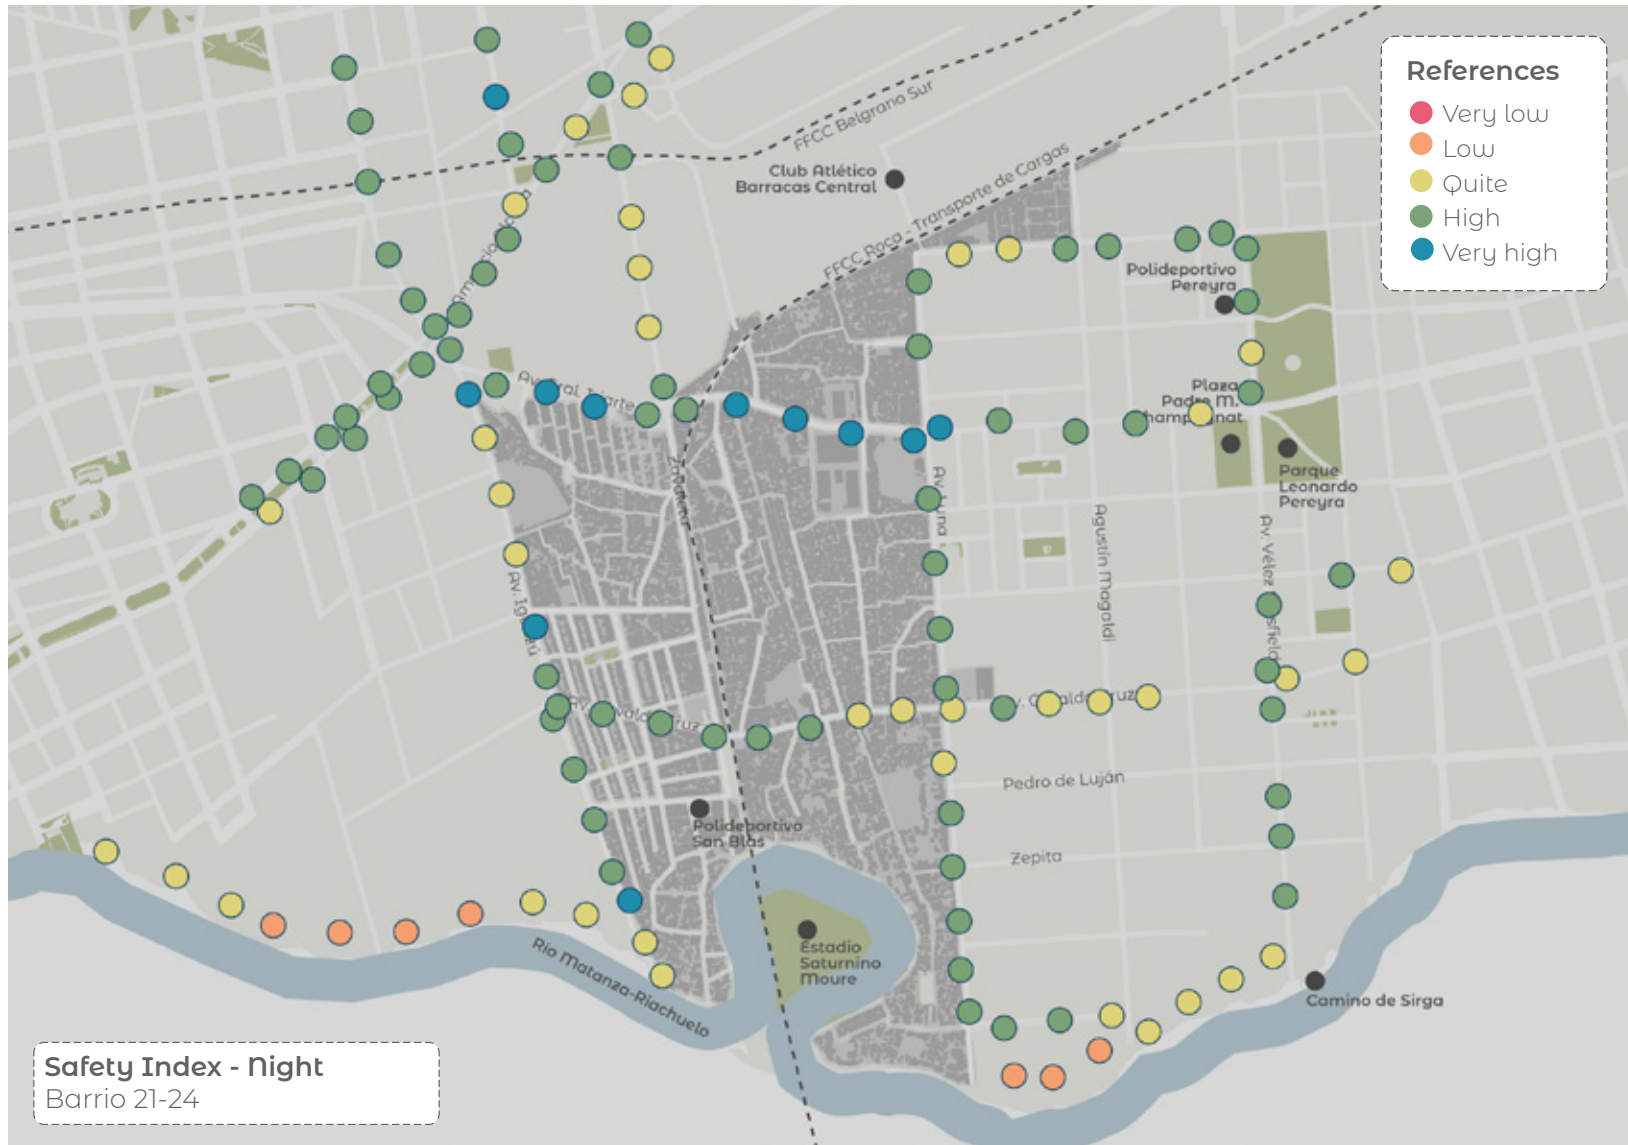 References
Very low
Low
Quite
High
Very high
FFCC Belgrano Sur
Club Atlético
Barracas Central
FFCC Roca - Transporte de Cargas
Polideportivo
Pereyra
Plaza
Padre M.
Parque
Leonardo
Pereyra
Av. Vélez
Agustín Magaldi
Pedro de Luján
Zepita
Polideportivo
San Blas
Estadio
Saturnino
Moure
Río Matanza-Riachuelo
Camino de Sirga
Safety Index - Night
Barrio 21-24